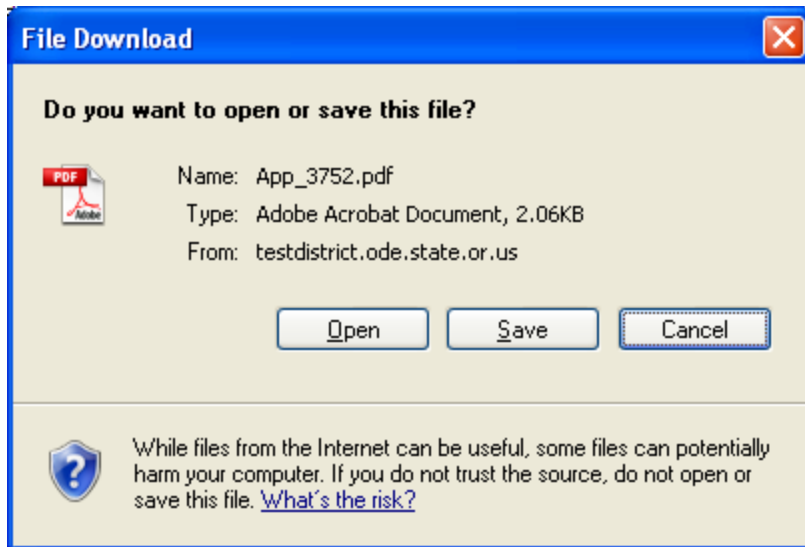 File Download
Do you want to open or save this file?
PDF
Adobe
Name: App_3752.pdf
Type: Adobe Acrobat Document, 2.06KB
From: testdistrict.ode.state.or.us
Open Save Cancel
?
While files from the Internet can be useful, some files can potentially
harm your computer. If you do not trust the source, do not open or
save this file. What's the risk?